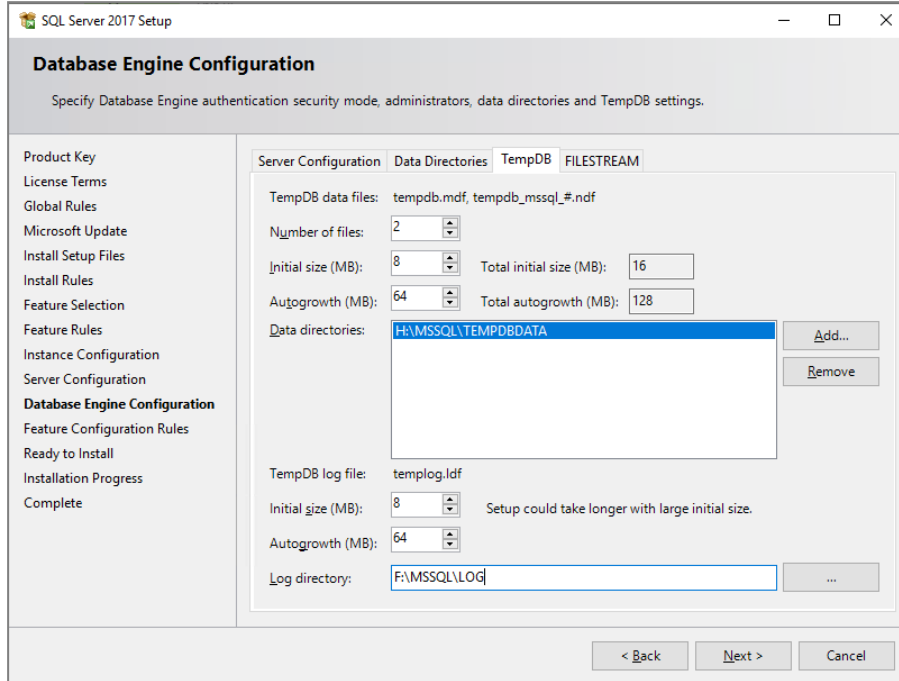 SQL Server 2017 Setup
Database Engine Configuration
Specify Database Engine authentication security mode, administrators, data directories and TempDB settings.
Product Key
License Terms
Global Rules
Microsoft Update
Install Setup Files
Install Rules
Feature Selection
Feature Rules
Instance Configuration
Server Configuration
Database Engine Configuration
Feature Configuration Rules
Ready to Install
Installation Progress
Complete
Server Configuration Data Directories TempDB FILESTREAM
TempDB data files: tempdb.mdf, tempdb_mssql_#.ndf
Number of files: 2
Initial size (MB): 8 Total initial size (MB): 16
Autogrowth (MB): 64 Total autogrowth (MB): 128
Data directories: H:\MSSQL\TEMPDBDATA Add...
Remove
TempDB log file: templog.ldf
Initial size (MB): 8 Setup could take longer with large initial size.
Autogrowth (MB): 64
Log directory: F:\MSSQL\LOG ...
< Back Next > Cancel